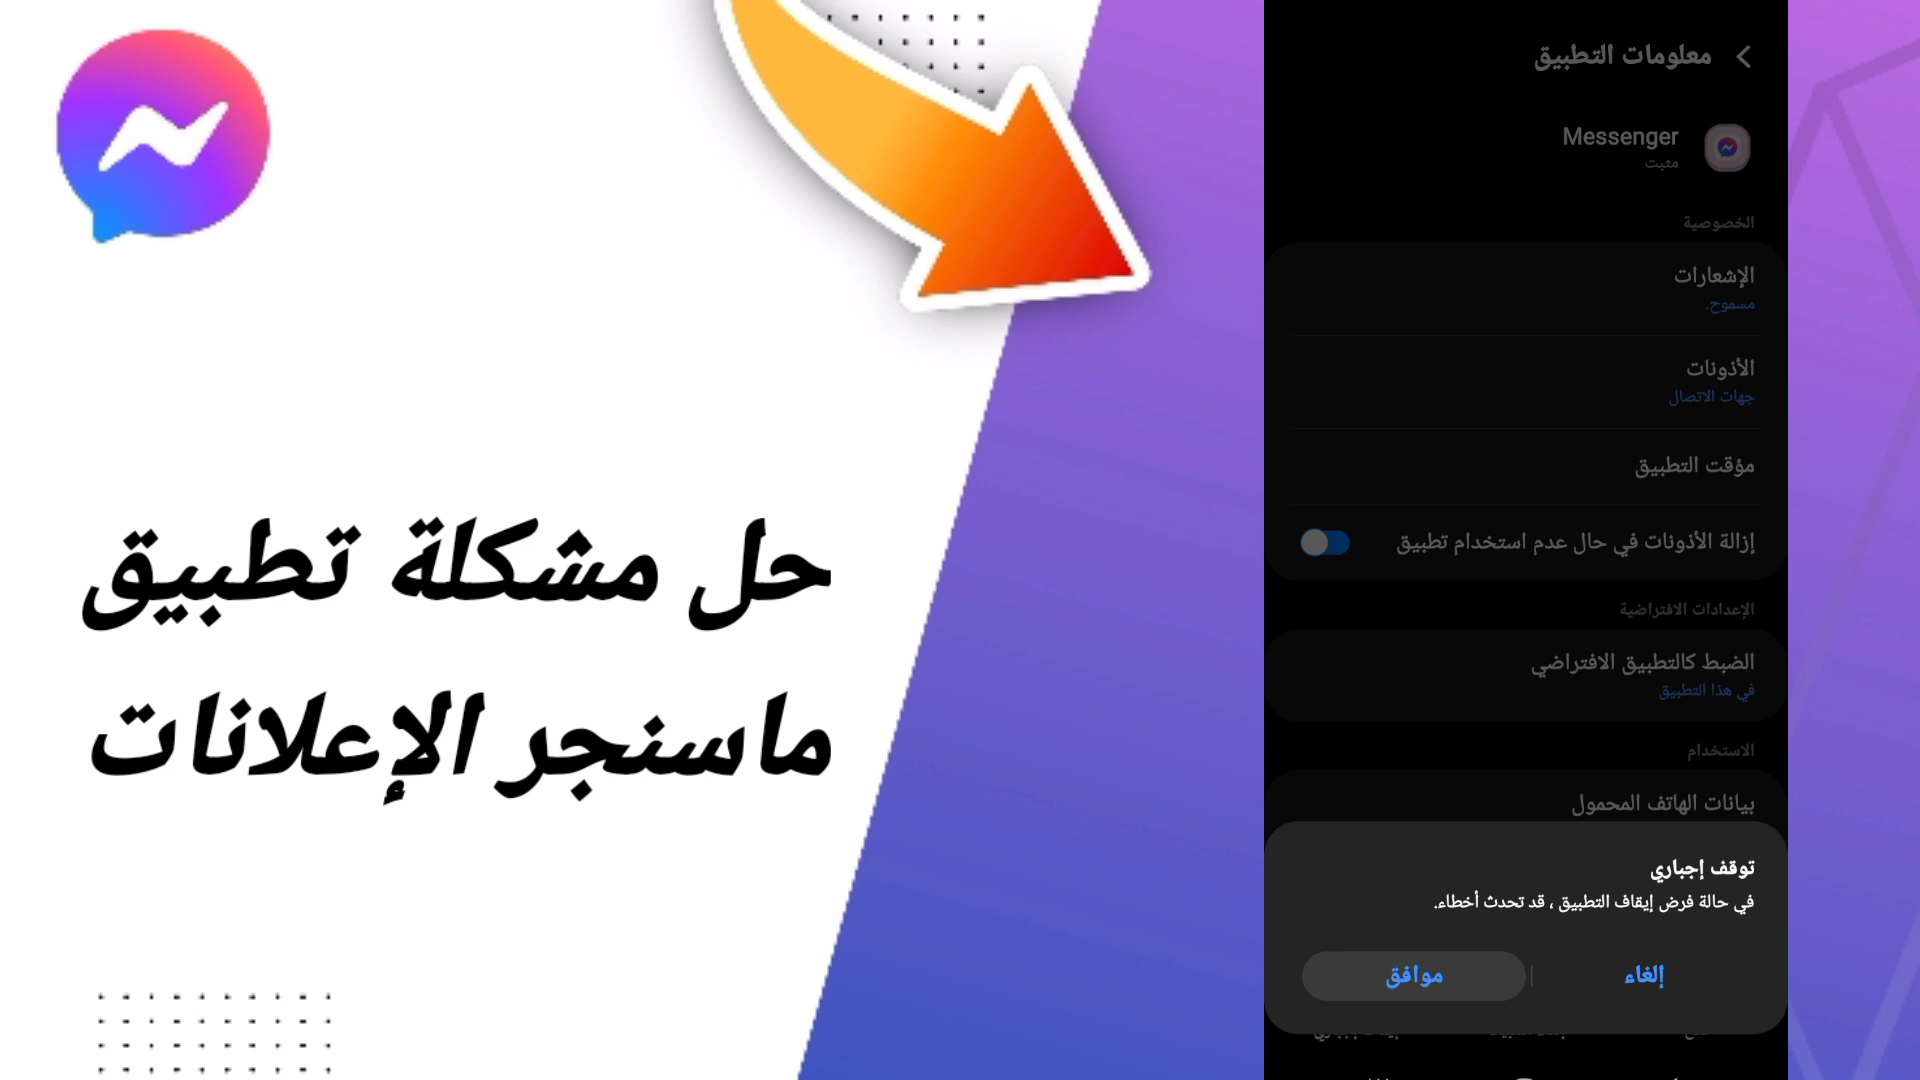 حل مشكلة تطبيق
ماسنجر الإعلانات
معلومات التطبيق
Messenger
مثبت
الخصوصية
الإشعارات
مسموح.
الأذونات
جهات الاتصال
مؤقت التطبيق
إزالة الأذونات في حال عدم استخدام تطبيق
الإعدادات الافتراضية
الضبط كالتطبيق الافتراضي
في هذا التطبيق
الاستخدام
بيانات الهاتف المحمول
توقف إجباري
في حالة فرض إيقاف التطبيق ، قد تحدث أخطاء.
إلغاء
موافق